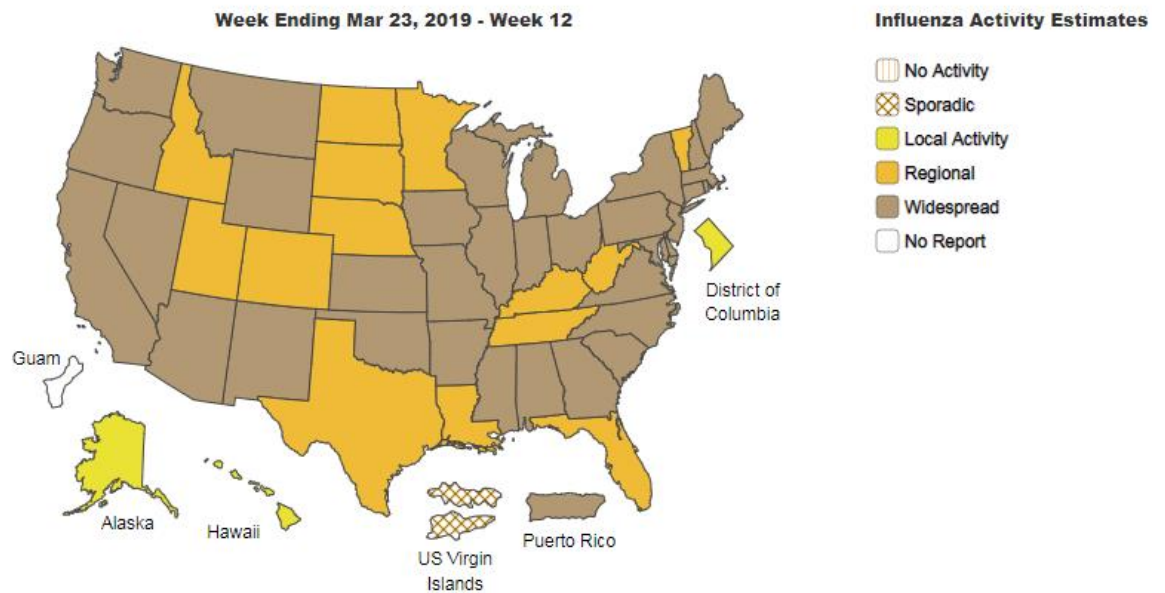 Week Ending Mar 23, 2019 - Week 12
Influenza Activity Estimates
No Activity
Sporadic
Local Activity
Regional
Widespread
No Report
District of
Columbia
Guam
Alaska
Hawaii
US Virgin
Islands
Puerto Rico